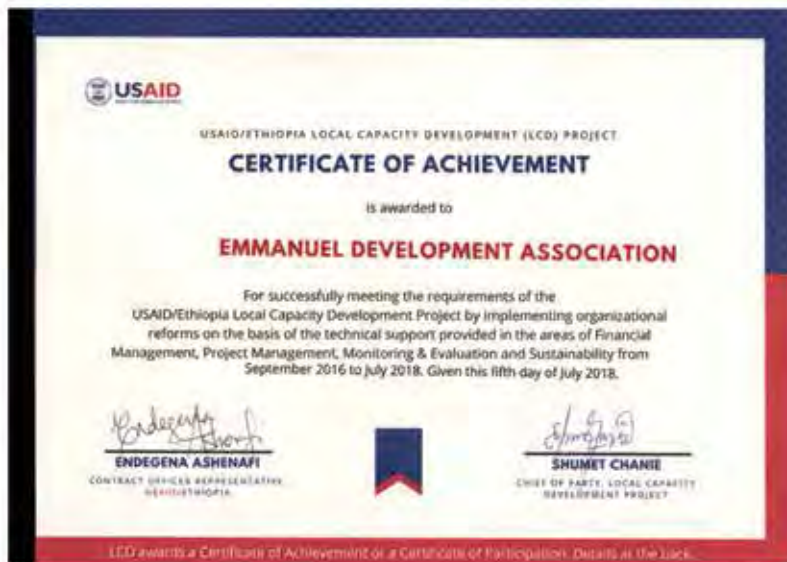 USAID
USAID/ETHIOPIA LOCAL CAPACITY DEVELOPMENT (LCD) PROJECT
CERTIFICATE OF ACHIEVEMENT
is awarded to
EMMANUEL DEVELOPMENT ASSOCIATION
For successfully meeting the requirements of the
USAID/Ethiopia Local Capacity Development Project by implementing organizational
reforms on the basis of the technical support provided in the areas of Financial
Management, Project Management, Monitoring & Evaluation and Sustainability from
September 2016 to July 2018. Given this fifth day of July 2018.
Endegena
ENDEGENA ASHENAFI
SHUMET CHANIE
CONTRACT OFFICER REPRESENTATIVE
USAID/ETHIOPIA
CHIEF OF PARTY, LOCAL CAPACITY
DEVELOPMENT PROJECT
LCD awards a Certificate of Achievement or a Certificate of Participation. Details at the back.